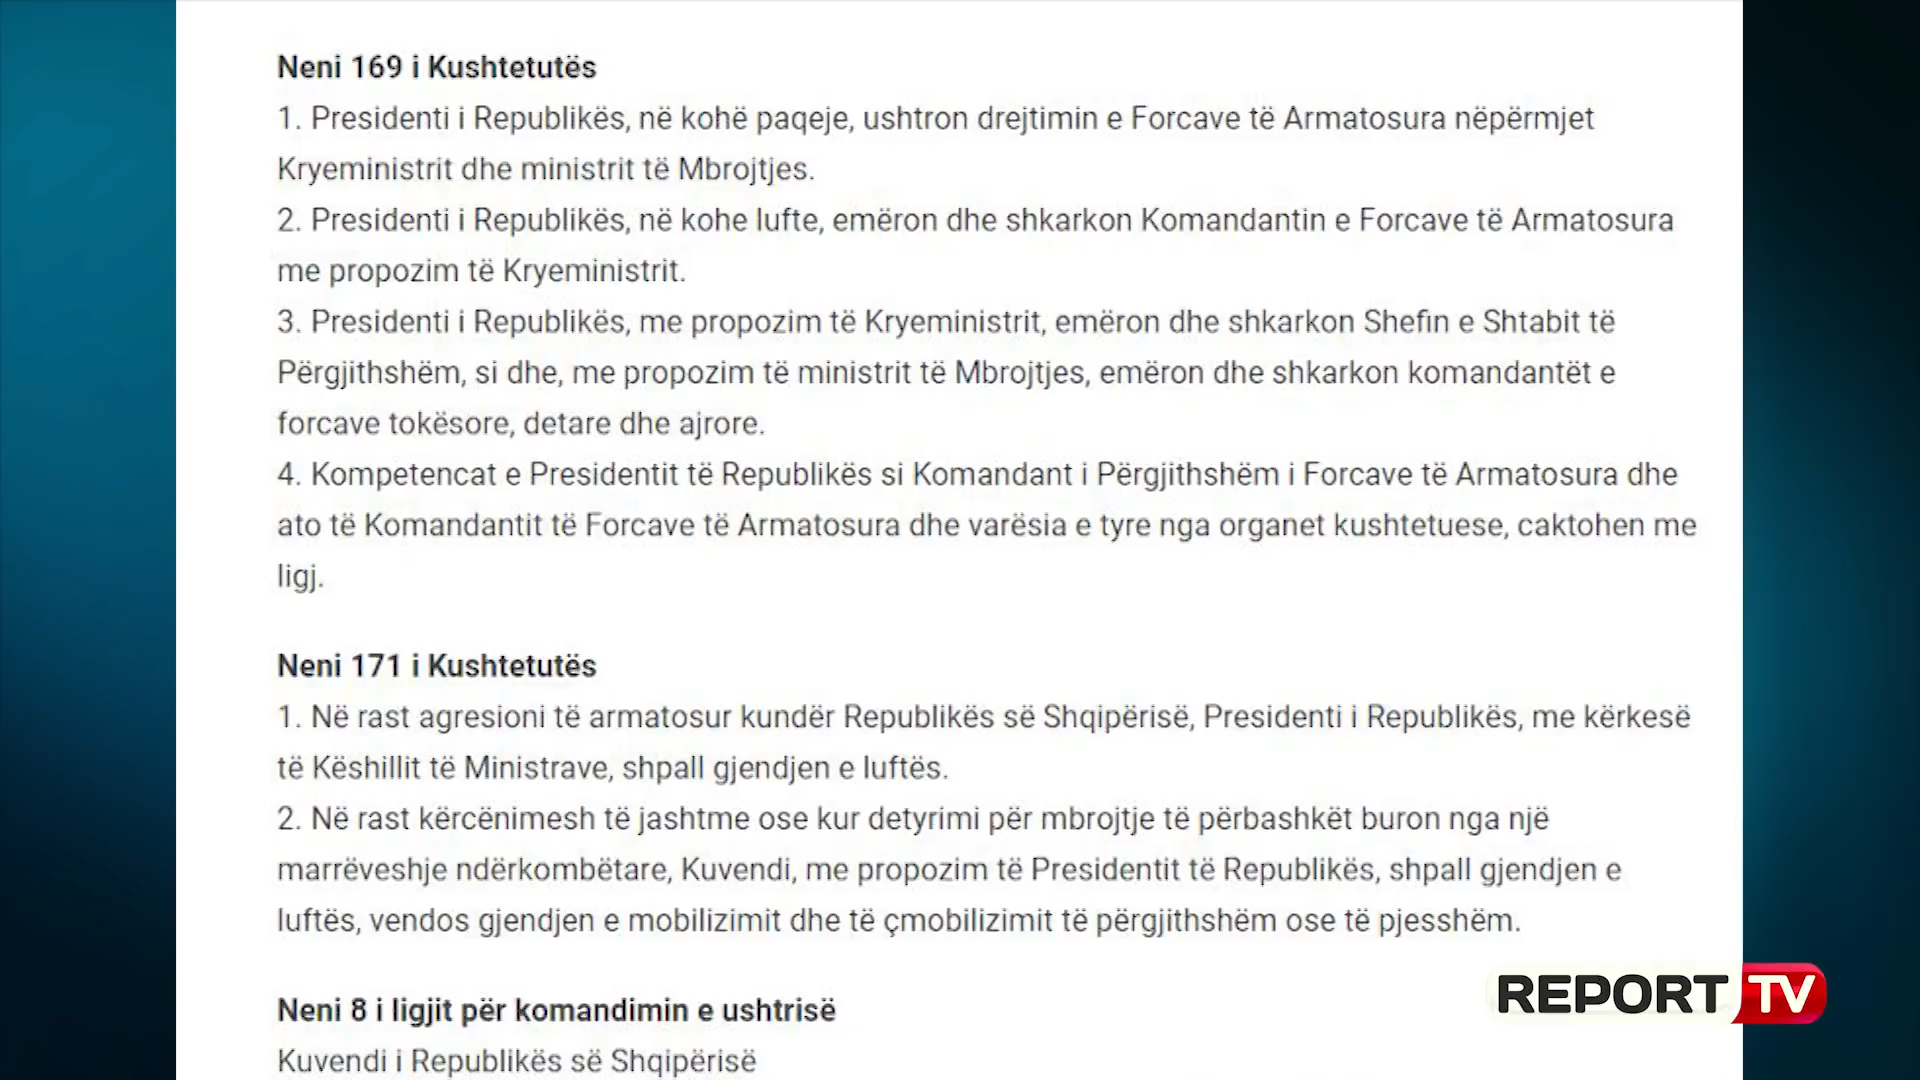 Neni 169 i Kushtetutës
1. Presidenti i Republikës, në kohë paqeje, ushtron drejtimin e Forcave të Armatosura nëpërmjet
Kryeministrit dhe ministrit të Mbrojtjes.
2. Presidenti i Republikës, në kohe lufte, emëron dhe shkarkon Komandantin e Forcave të Armatosura
me propozim të Kryeministrit.
3. Presidenti i Republikës, me propozim të Kryeministrit, emëron dhe shkarkon Shefin e Shtabit të
Përgjithshëm, si dhe, me propozim të ministrit të Mbrojtjes, emëron dhe shkarkon komandantët e
forcave tokësore, detare dhe ajrore.
4. Kompetencat e Presidentit të Republikës si Komandant i Përgjithshëm i Forcave të Armatosura dhe
ato të Komandantit të Forcave të Armatosura dhe varësia e tyre nga organet kushtetuese, caktohen me
ligj.
Neni 171 i Kushtetutës
1. Në rast agresioni të armatosur kundër Republikës së Shqipërisë, Presidenti i Republikës, me kërkesë
të Këshillit të Ministrave, shpall gjendjen e luftës.
2. Në rast kërcënimesh të jashtme ose kur detyrimi për mbrojtje të përbashkët buron nga një
marrëveshje ndërkombëtare, Kuvendi, me propozim të Presidentit të Republikës, shpall gjendjen e
luftës, vendos gjendjen e mobilizimit dhe të çmobilizimit të përgjithshëm ose të pjesshëm.
Neni 8 i ligjit për komandimin e ushtrisë
Kuvendi i Republikës së Shqipërisë
REPORT TV